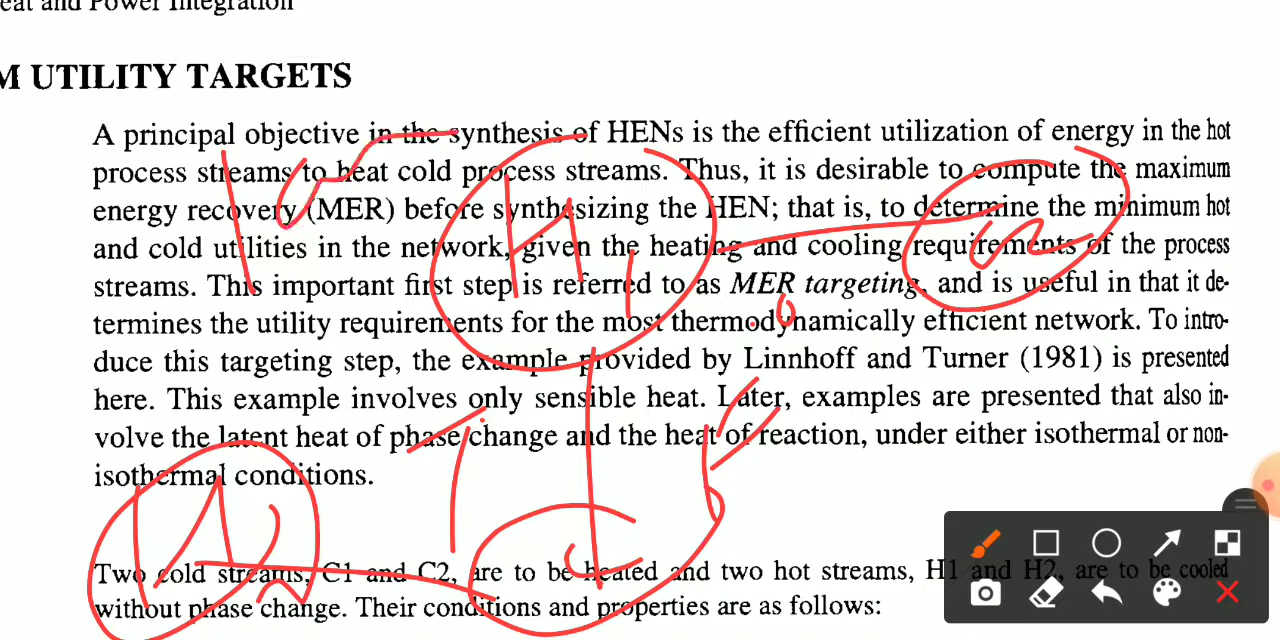 eat and Power Integration
M UTILITY TARGETS
A principal objective in the synthesis of HENs is the efficient utilization of energy in the hot
process streams to heat cold process streams. Thus, it is desirable to compute the maximum
energy recovery (MER) before synthesizing the HEN; that is, to determine the minimum hot
and cold utilities in the network, given the heating and cooling requirements of the process
streams. This important first step is referred to as MER targeting, and is useful in that it de-
termines the utility requirements for the most thermodynamically efficient network. To intro-
duce this targeting step, the example provided by Linnhoff and Turner (1981) is presented
here. This example involves only sensible heat. Later, examples are presented that also in-
volve the latent heat of phase change and the heat of reaction, under either isothermal or non-
isothermal conditions.
Two cold streams, C1 and C2, are to be heated and two hot streams, H1 and H2, are to be cooled
without phase change. Their conditions and properties are as follows:
H1